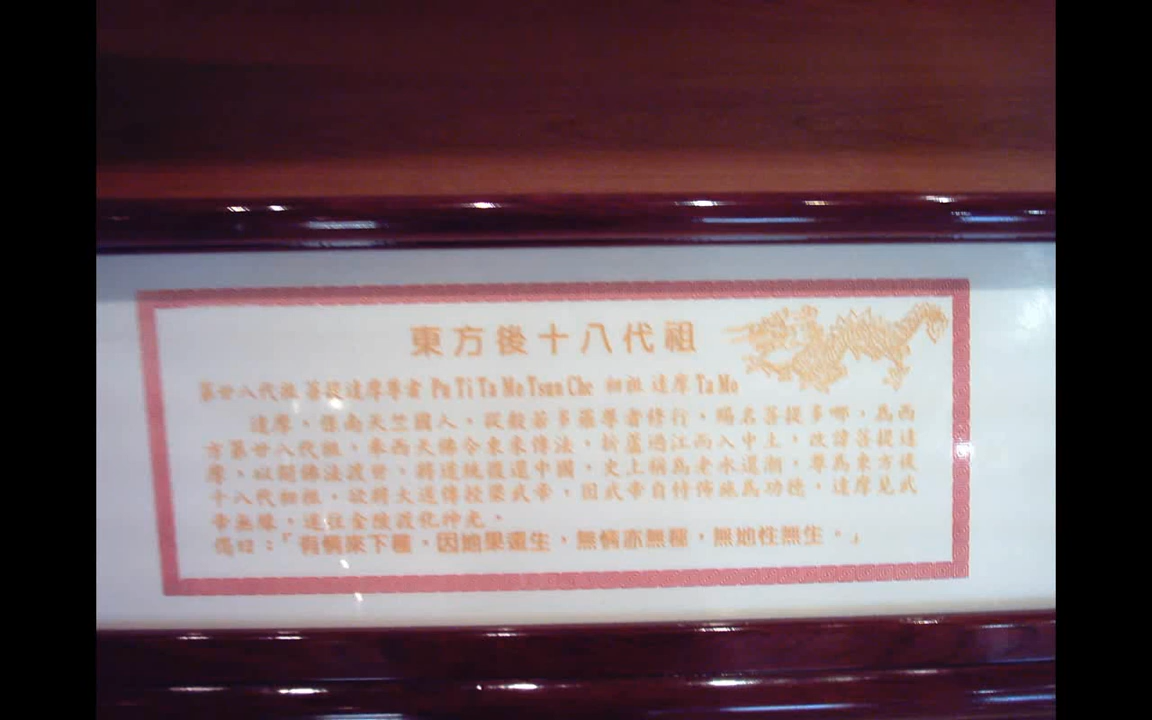 東方後十八代祖
第廿八代祖 菩提達摩尊者 Pu Ti Ta Mo Tsun Che 初祖 達摩 Ta Mo
達摩,係南天竺國人,從般若多羅尊者修行,賜名菩提多哪,為西
方第廿八代祖,奉西天佛令東來傳法,折蘆過江而入中土,改諱菩提達
摩,以開佛法渡世,將道統復還中國,史上稱為老水還潮,尊為東方後
十八代初祖,欲將大道傳授梁武帝,因武帝自恃佈施為功德,達摩見武
帝無緣,遂往金陵渡化神光。
偈曰:「有情來下種,因地果還生,無情亦無種,無地性無生。」